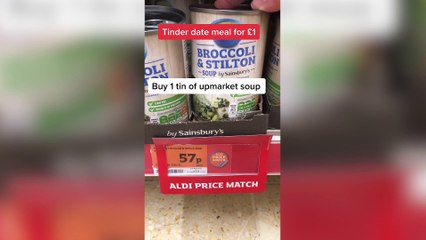 Tinder date meal for £1
BROCCOLI
& STILTON
SOUP by Sainsbury's
Buy 1 tin of upmarket soup
by Sainsbury's
57p
ALDI PRICE MATCH